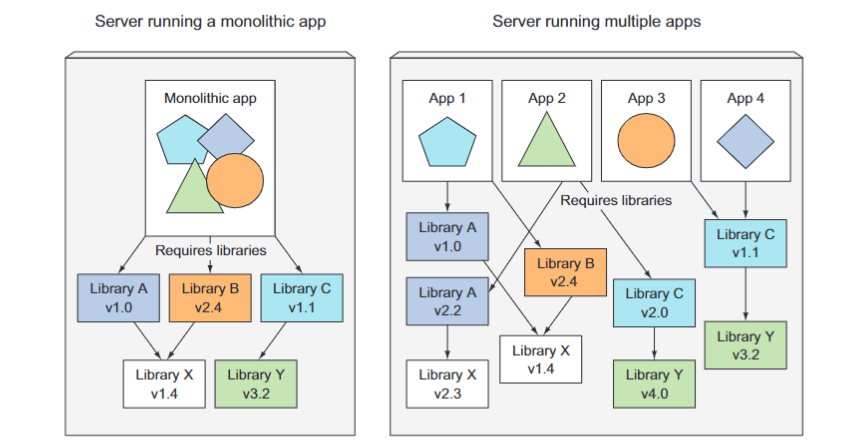 Server running a monolithic app
Monolithic app
Requires libraries
Library A
v1.0
Library B
v2.4
Library C
v1.1
Library X
v1.4
Library Y
v3.2
Server running multiple apps
App 1
App 2
App 3
App 4
Requires libraries
Library A
v1.0
Library B
v2.4
Library C
v1.1
Library A
v2.2
Library C
v2.0
Library X
v1.4
Library Y
v3.2
Library X
v2.3
Library Y
v4.0